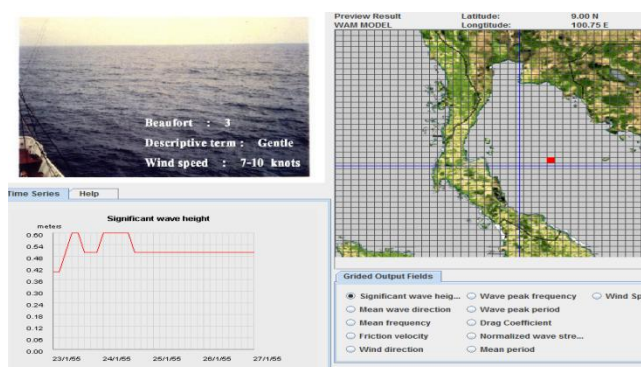 Beaufort : 3
Descriptive term : Gentle
Wind speed : 7-10 knots
Preview Result
Latitude: 9.00 N
WAM MODEL
Longtitude: 100.75 E
Time Series
Help
Significant wave height
meters
0.60
0.54
0.48
0.42
0.36
0.30
0.24
0.18
0.12
0.06
0.00
23/1/55 24/1/55 25/1/55 26/1/55 27/1/55
Grided Output Fields
Significant wave heig... Wave peak frequency Wind Sp
Mean wave direction Wave peak period
Mean frequency Drag Coefficient
Friction velocity Normalized wave stre...
Wind direction Mean period